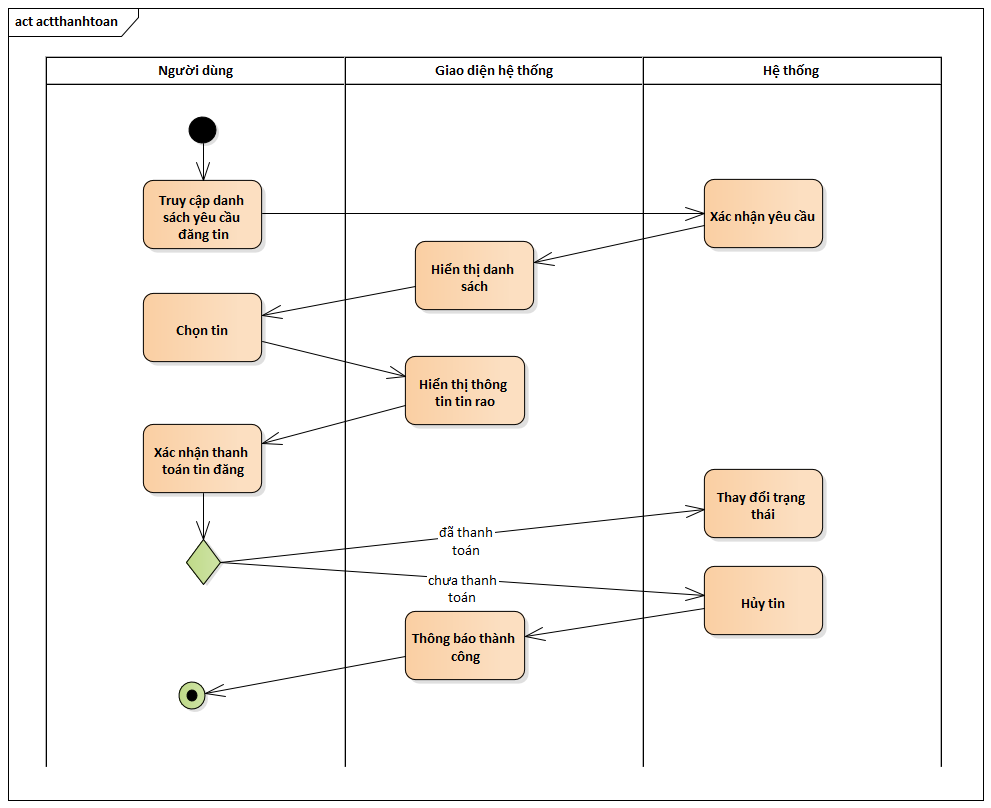 act actthanhtoan
Người dùng
Giao diện hệ thống
Hệ thống
Truy cập danh
sách yêu cầu
đăng tin
Xác nhận yêu cầu
Hiển thị danh
sách
Chọn tin
Hiển thị thông
tin tin rao
Xác nhận thanh
toán tin đăng
Thay đổi trạng
thái
đã thanh
toán
chưa thanh
toán
Hủy tin
Thông báo thành
công